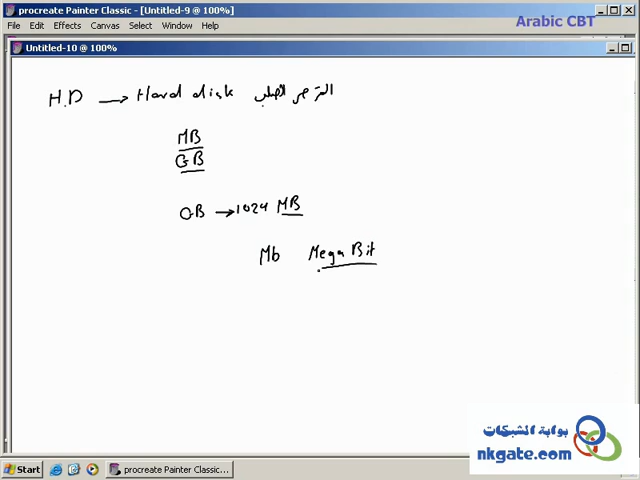 procreate Painter Classic - [Untitled-9 @ 100%]
Arabic CBT
File Edit Effects Canvas Select Window Help
Untitled-10 @ 100%
H.D → Hard disk القرص الصلب
MB
GB
GB → 1024 MB
Mb Mega Bit
بوابة الشبكات
nkgate.com
Start procreate Painter Classic...